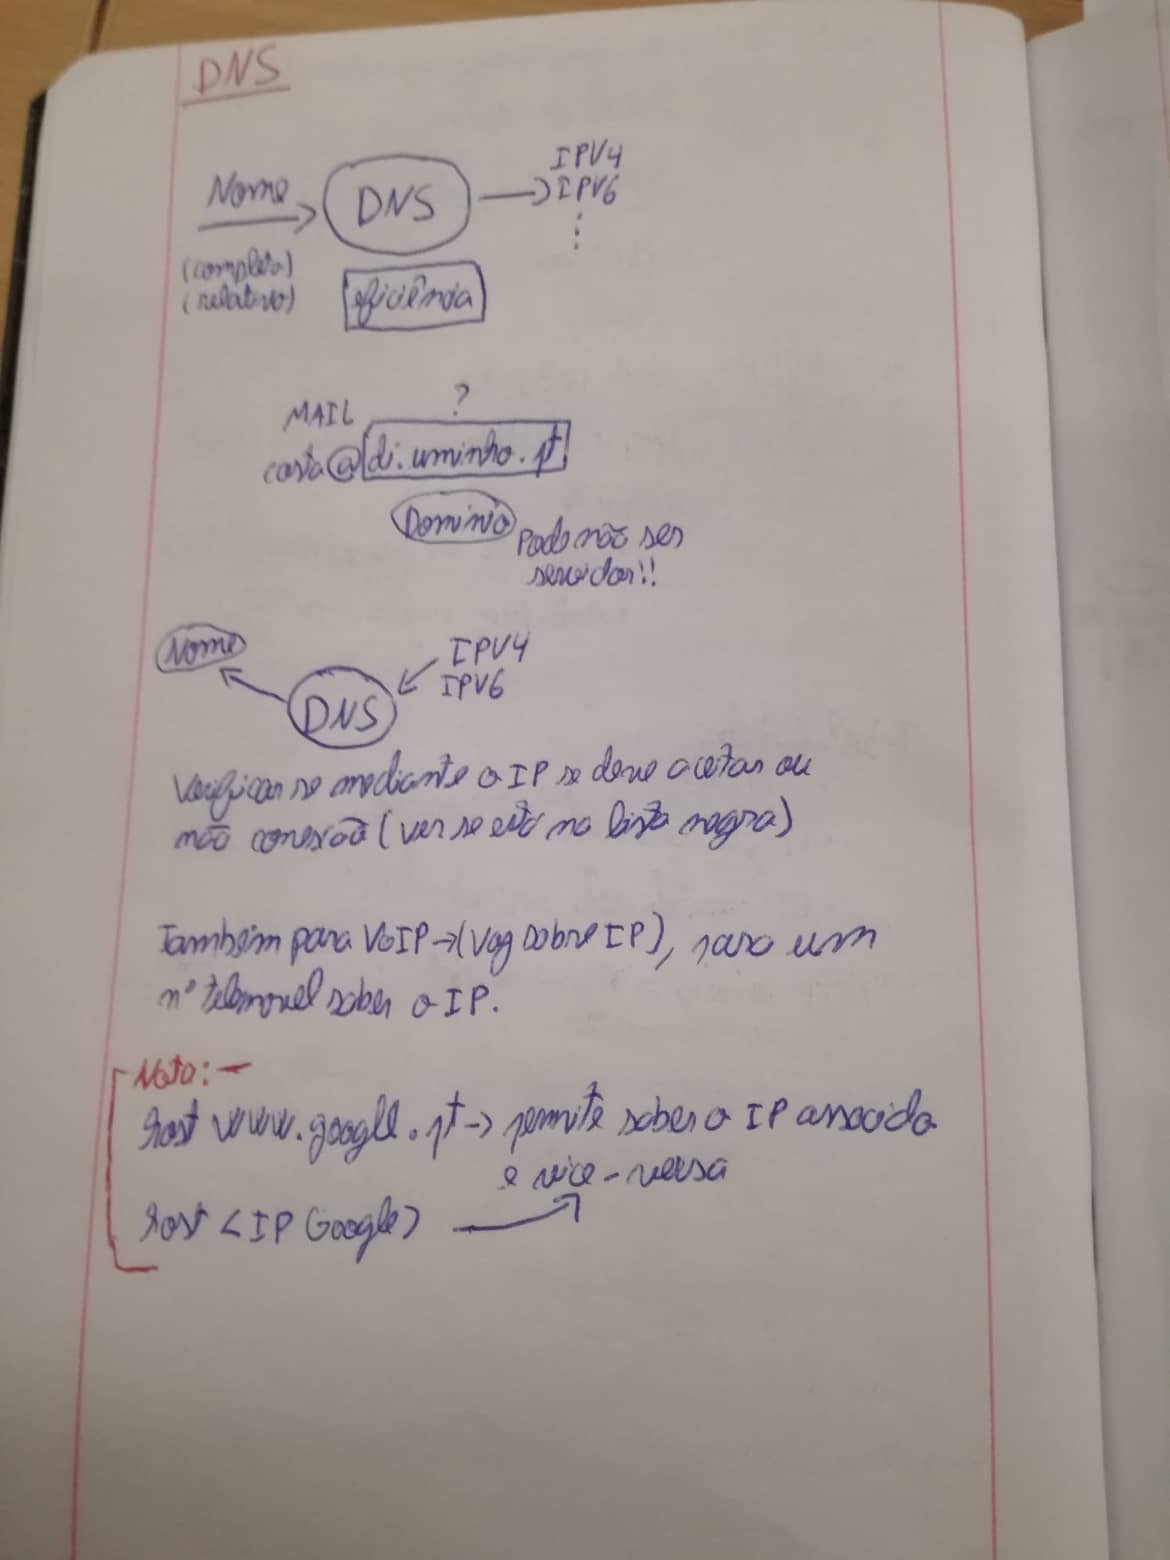 DNS
Nome
DNS
IPV4
IPV6
(completo)
(relativo)
eficiência
?
MAIL
costa@di.uminho.pt
Domínio
Pode não ser
servidor!!
Nome
IPV4
IPV6
DNS
Verificar se mediante o IP se deve aceitar ou
não conexão (ver se está na lista negra)
Também para VoIP → (Voz sobre IP), para um
nº telemovel saber o IP.
Nota: -
host www.google.pt → permite saber o IP associado
e vice-versa
host <IP Google>